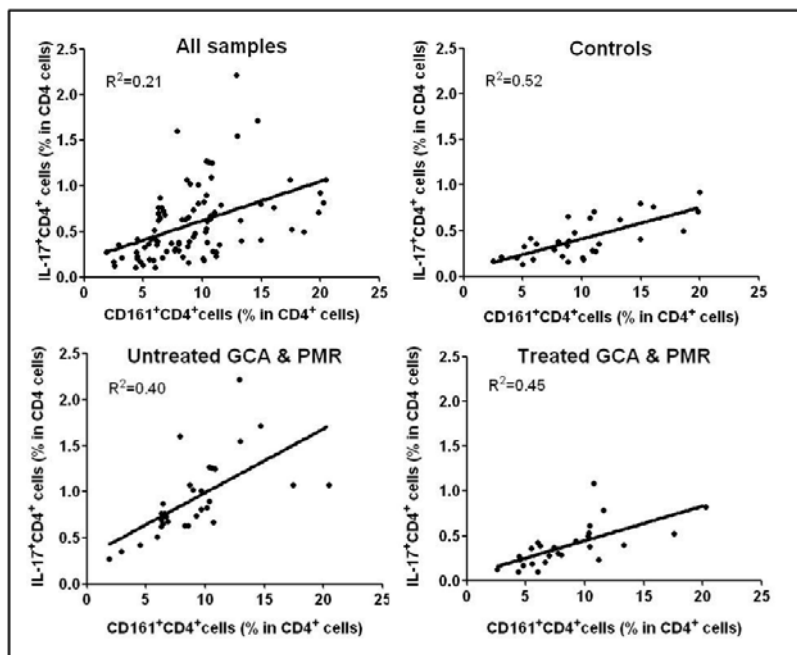 All samples
R²=0.21
IL-17⁺CD4⁺ cells (% in CD4 cells)
2.5
2.0
1.5
1.0
0.5
0.0
0 5 10 15 20 25
CD161⁺CD4⁺cells (% in CD4⁺ cells)
Controls
R²=0.52
IL-17⁺CD4⁺ cells (% in CD4 cells)
2.5
2.0
1.5
1.0
0.5
0.0
0 5 10 15 20 25
CD161⁺CD4⁺cells (% in CD4⁺ cells)
Untreated GCA & PMR
R²=0.40
IL-17⁺CD4⁺ cells (% in CD4 cells)
2.5
2.0
1.5
1.0
0.5
0.0
0 5 10 15 20 25
CD161⁺CD4⁺cells (% in CD4⁺ cells)
Treated GCA & PMR
R²=0.45
IL-17⁺CD4⁺ cells (% in CD4 cells)
2.5
2.0
1.5
1.0
0.5
0.0
0 5 10 15 20 25
CD161⁺CD4⁺cells (% in CD4⁺ cells)